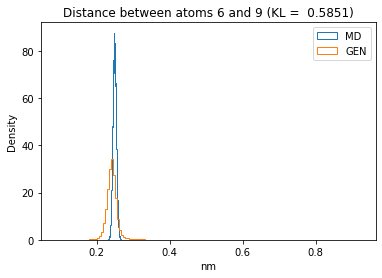 Distance between atoms 6 and 9 (KL =  0.5851)
MD
GEN
Density
80
60
40
20
0
0.2 0.4 0.6 0.8
nm